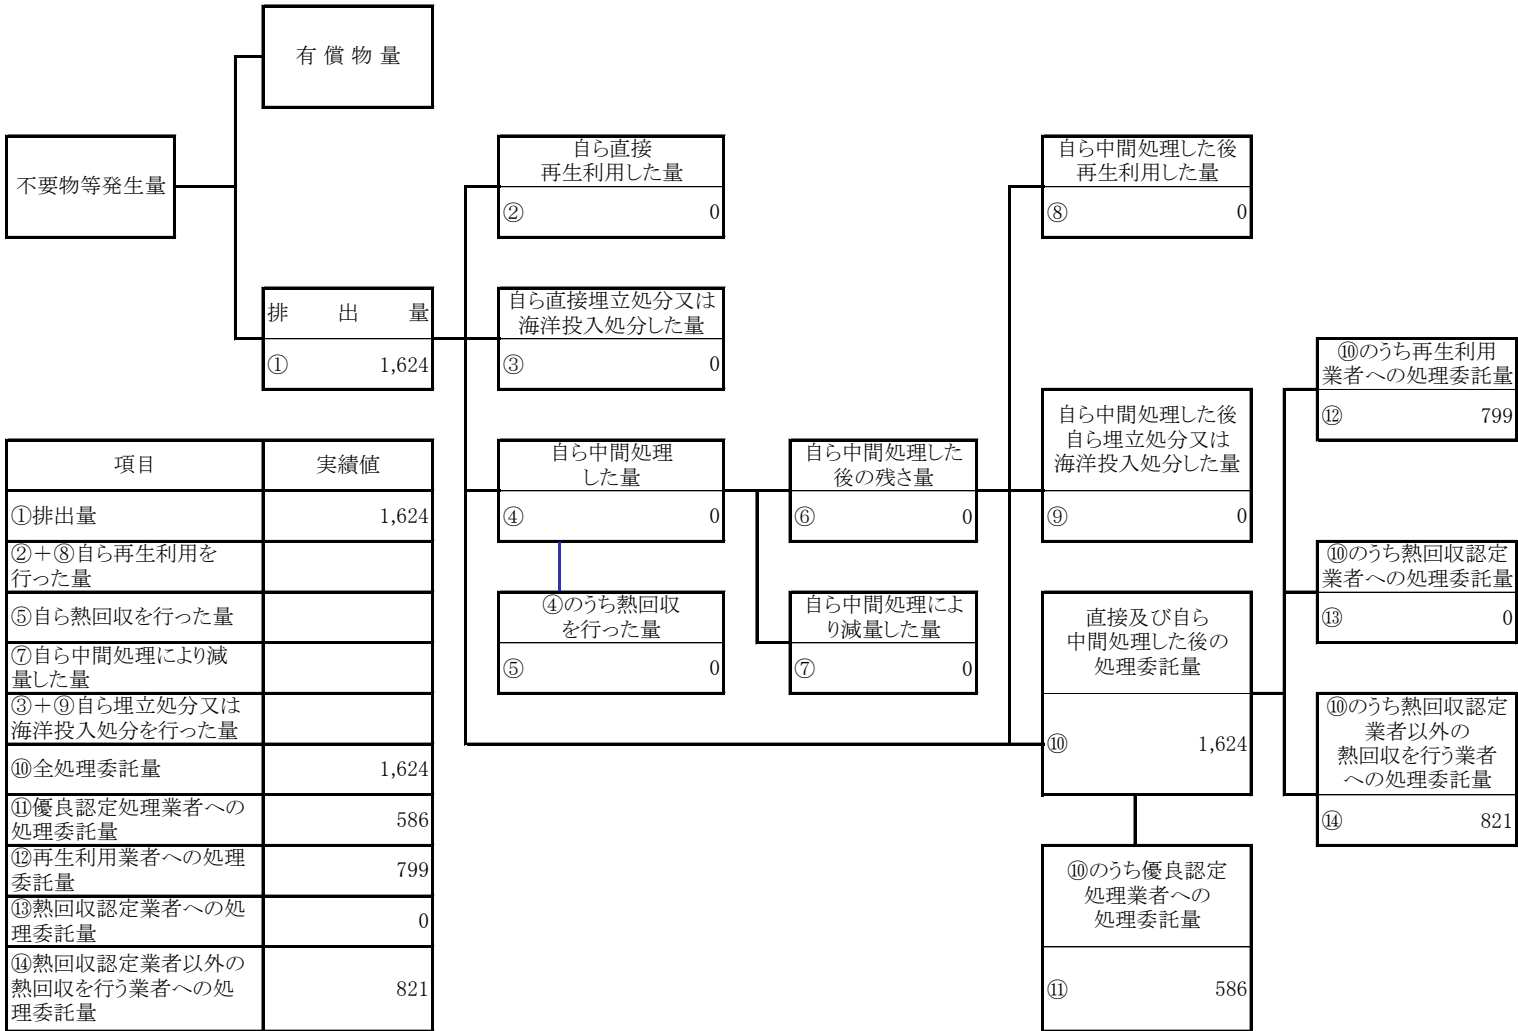 有償物量
不要物等発生量
排出量
① 1,624
自ら直接
再生利用した量
② 0
自ら直接埋立処分又は
海洋投入処分した量
③ 0
自ら中間処理
した量
④ 0
④のうち熱回収
を行った量
⑤ 0
自ら中間処理した
後の残さ量
⑥ 0
自ら中間処理によ
り減量した量
⑦ 0
自ら中間処理した後
再生利用した量
⑧ 0
自ら中間処理した後
自ら埋立処分又は
海洋投入処分した量
⑨ 0
直接及び自ら
中間処理した後の
処理委託量
⑩ 1,624
⑩のうち優良認定
処理業者への
処理委託量
⑪ 586
⑩のうち再生利用
業者への処理委託量
⑫ 799
⑩のうち熱回収認定
業者への処理委託量
⑬ 0
⑩のうち熱回収認定
業者以外の
熱回収を行う業者
への処理委託量
⑭ 821
項目 実績値
①排出量 1,624
②＋⑧自ら再生利用を
行った量
⑤自ら熱回収を行った量
⑦自ら中間処理により減
量した量
③＋⑨自ら埋立処分又は
海洋投入処分を行った量
⑩全処理委託量 1,624
⑪優良認定処理業者への
処理委託量 586
⑫再生利用業者への処理
委託量 799
⑬熱回収認定業者への処
理委託量 0
⑭熱回収認定業者以外の
熱回収を行う業者への処
理委託量 821